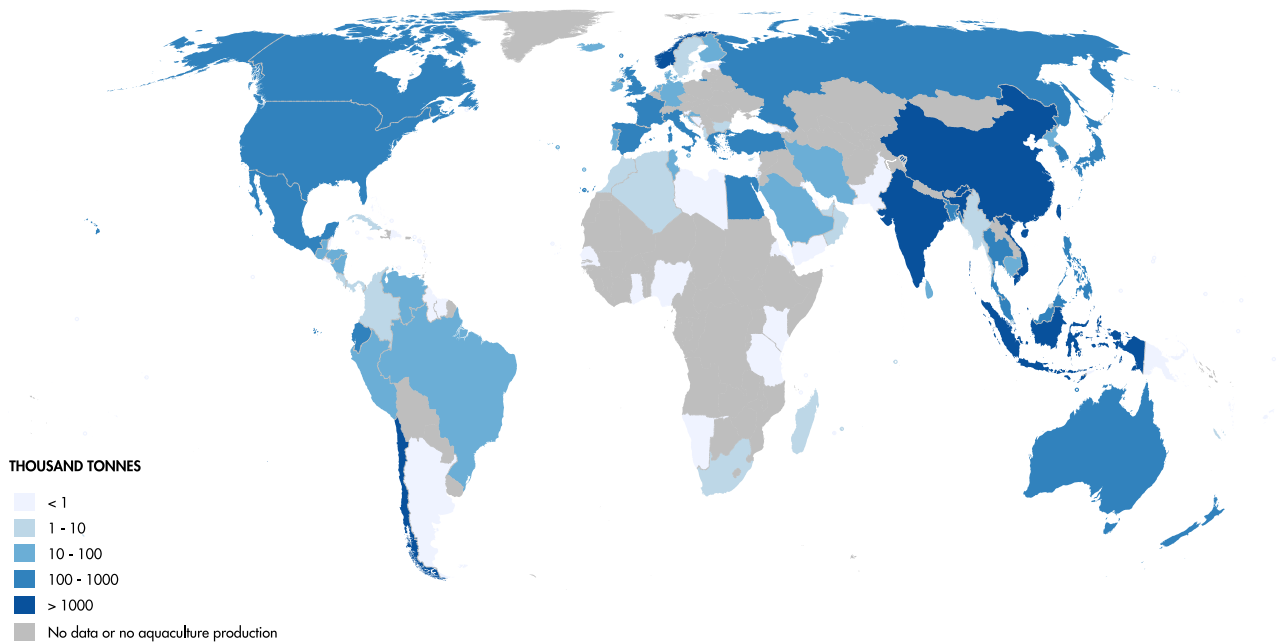 THOUSAND TONNES
< 1
1 - 10
10 - 100
100 - 1000
> 1000
No data or no aquaculture production